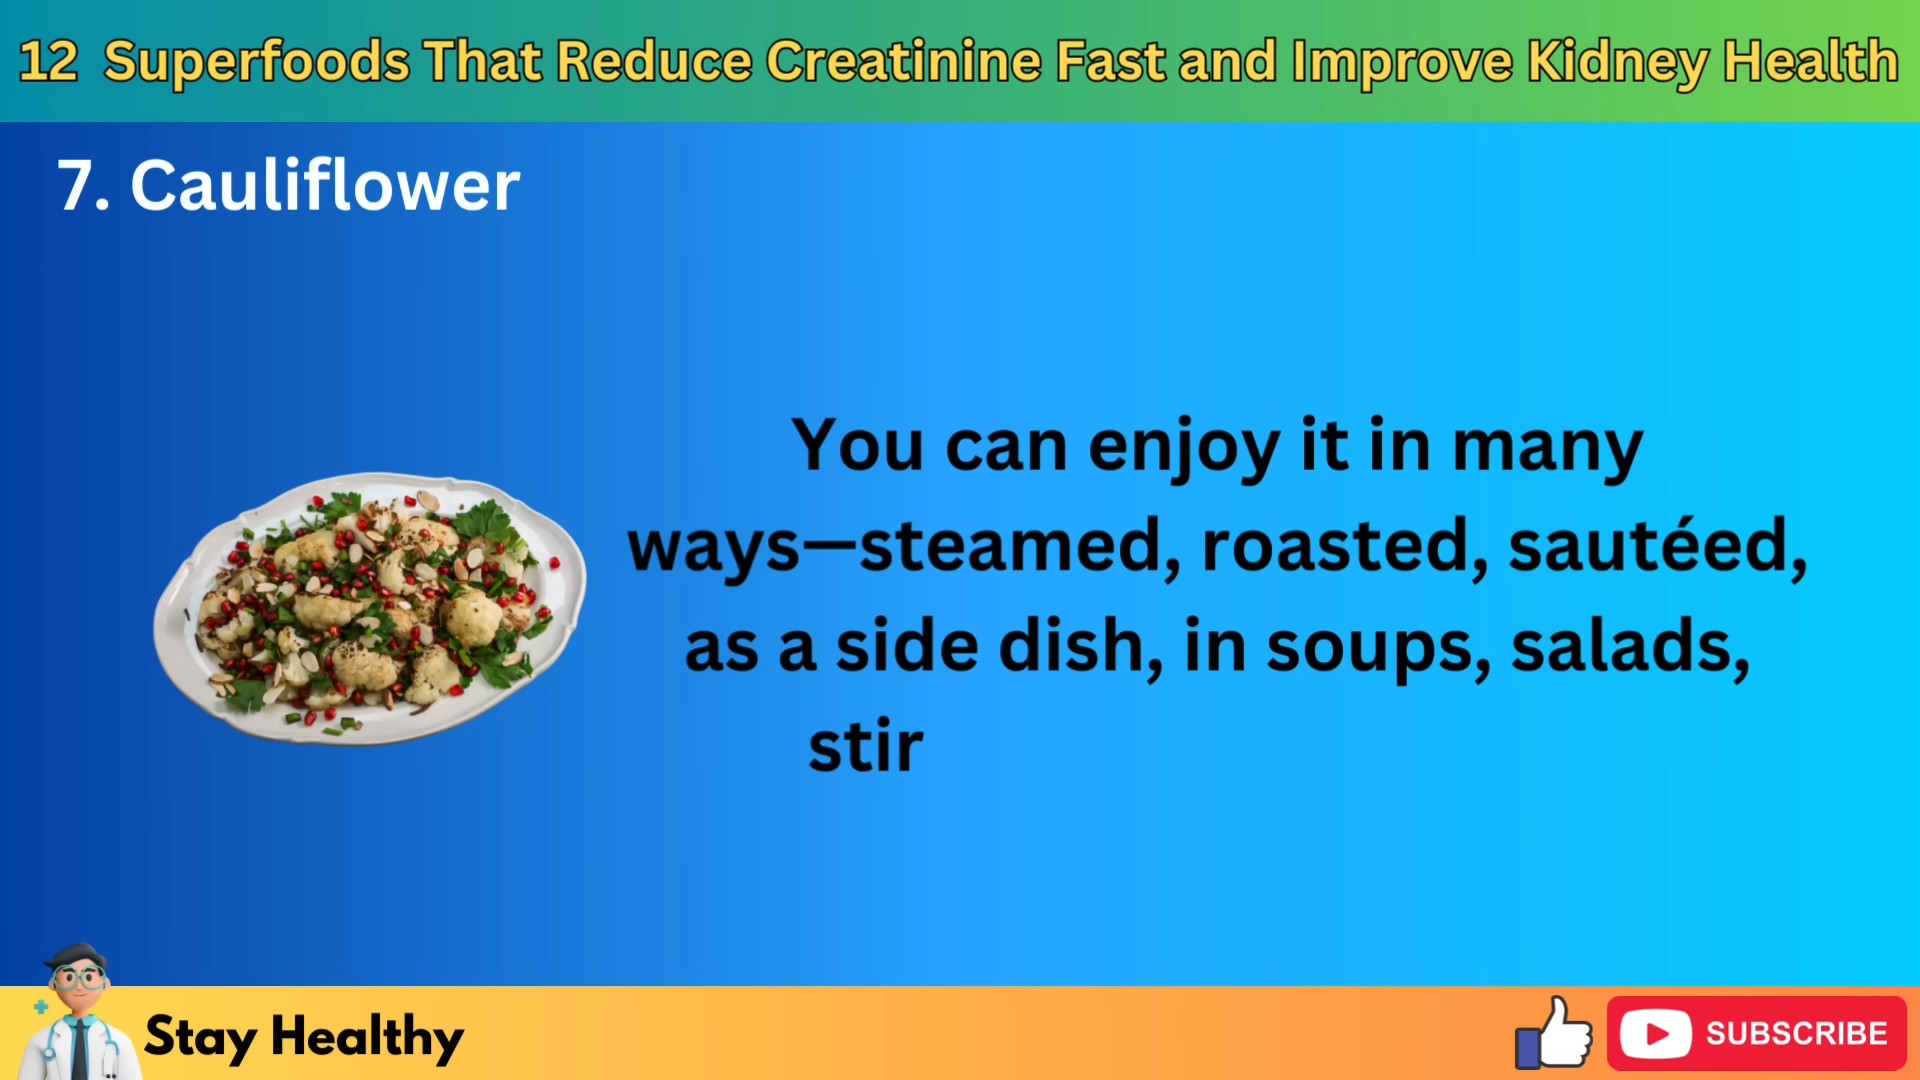 12 Superfoods That Reduce Creatinine Fast and Improve Kidney Health
7. Cauliflower
You can enjoy it in many
ways—steamed, roasted, sautéed,
as a side dish, in soups, salads,
stir
Stay Healthy
SUBSCRIBE